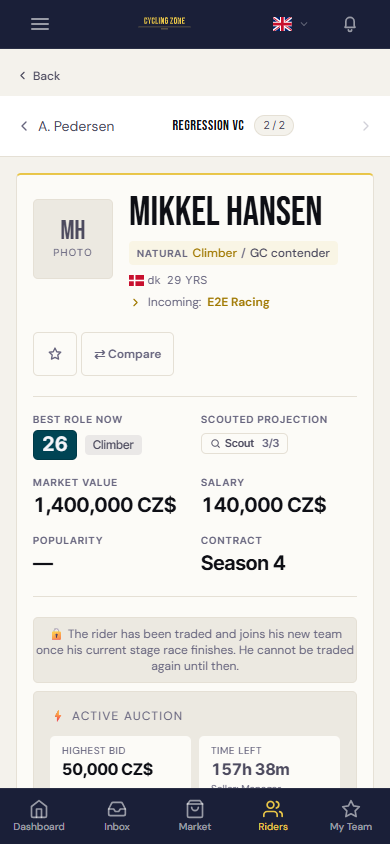 CYCLING ZONE
Back
A. Pedersen
REGRESSION VC
2 / 2
MH
PHOTO
MIKKEL HANSEN
NATURAL Climber / GC contender
dk 29 YRS
Incoming: E2E Racing
Compare
BEST ROLE NOW
26 Climber
SCOUTED PROJECTION
Scout 3/3
MARKET VALUE
1,400,000 CZ$
SALARY
140,000 CZ$
POPULARITY
—
CONTRACT
Season 4
The rider has been traded and joins his new team
once his current stage race finishes. He cannot be traded
again until then.
ACTIVE AUCTION
HIGHEST BID
50,000 CZ$
TIME LEFT
157h 38m
Seller: Manager
Dashboard
Inbox
Market
Riders
My Team